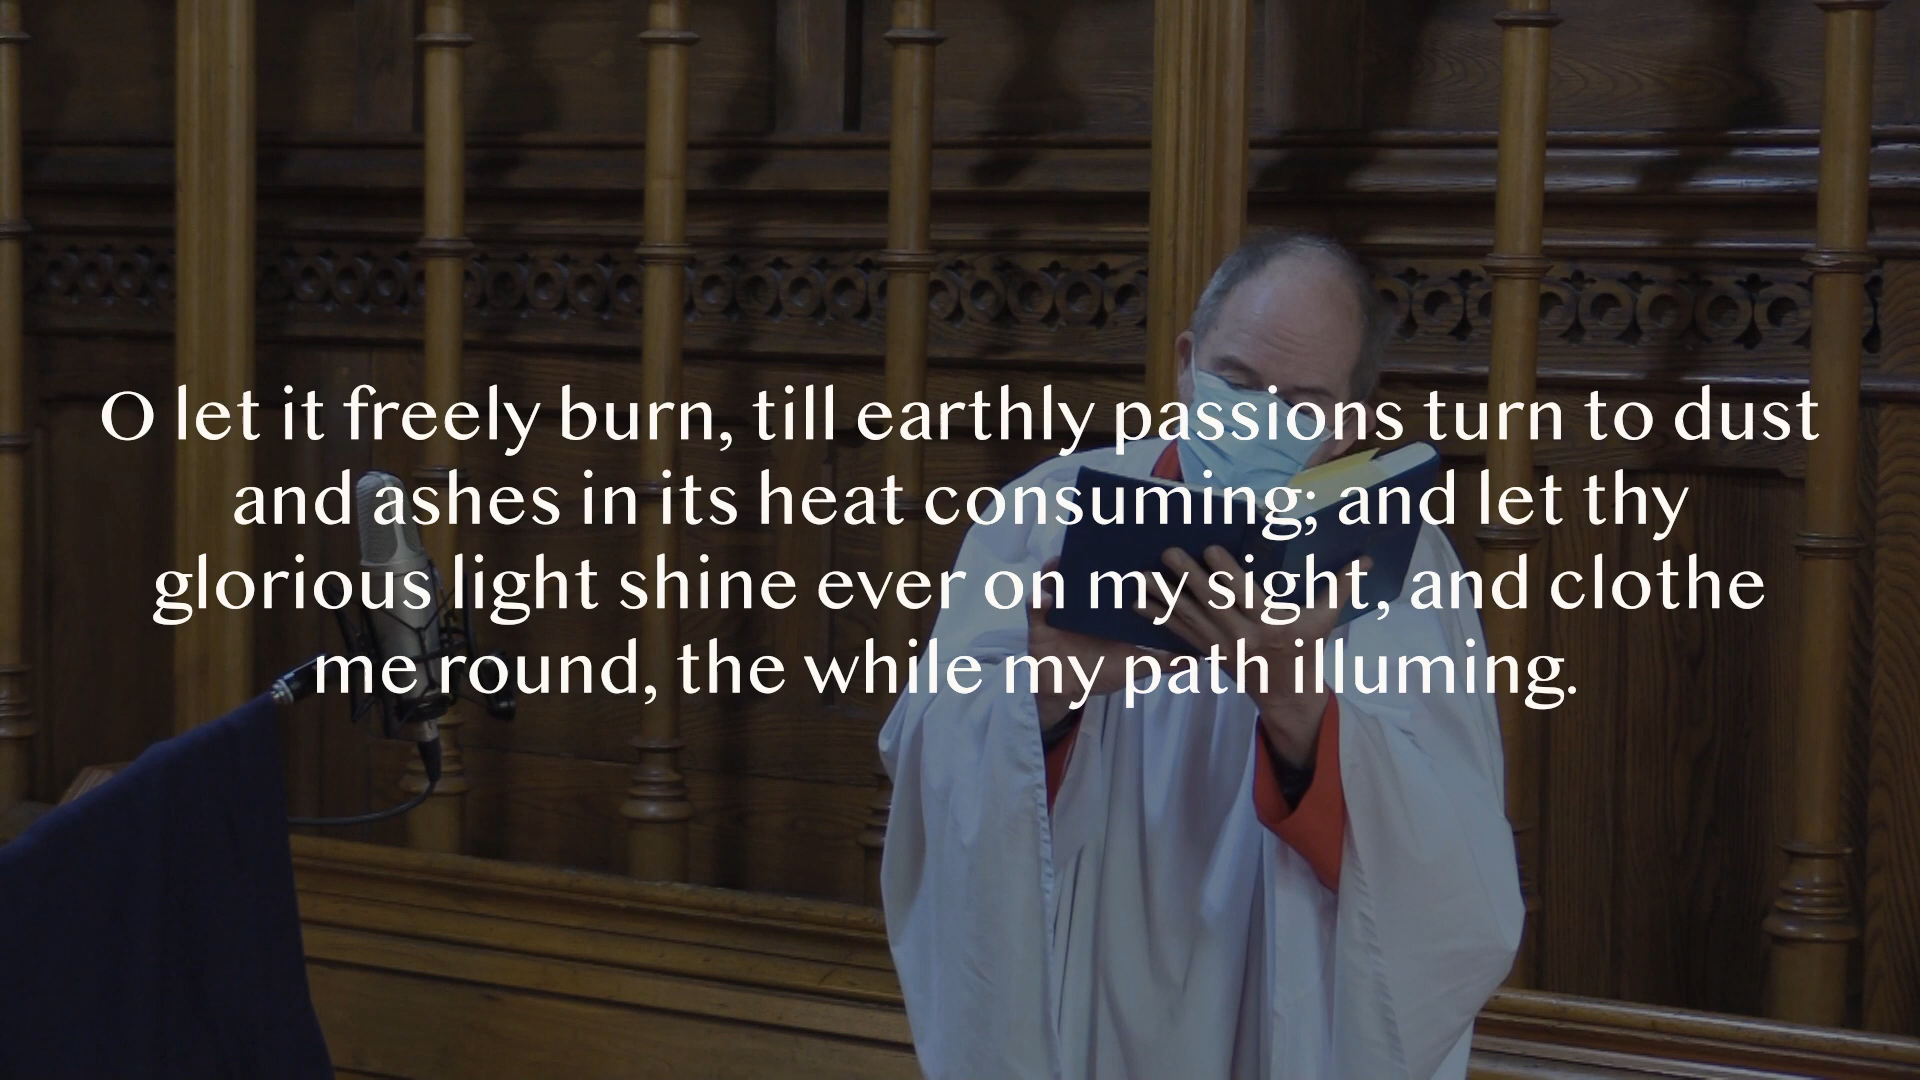 O let it freely burn, till earthly passions turn to dust
and ashes in its heat consuming; and let thy
glorious light shine ever on my sight, and clothe
me round, the while my path illuming.